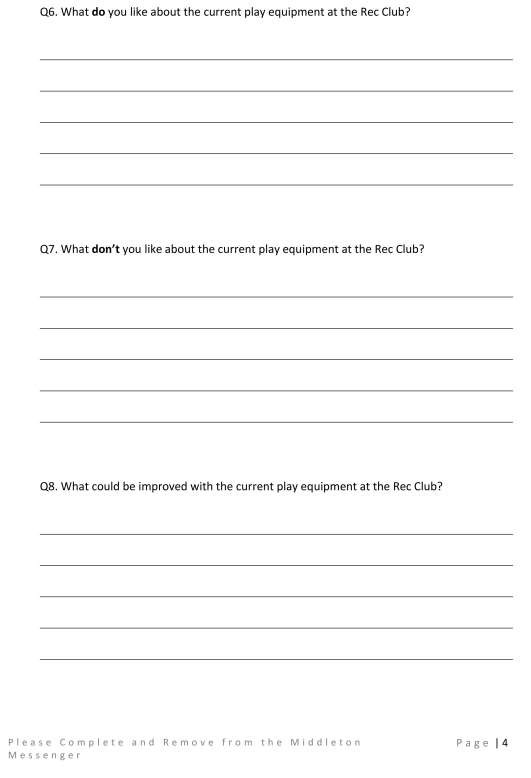 Q6. What do you like about the current play equipment at the Rec Club?
Q7. What don't you like about the current play equipment at the Rec Club?
Q8. What could be improved with the current play equipment at the Rec Club?
Please Complete and Remove from the Middleton
Messenger
Page | 4